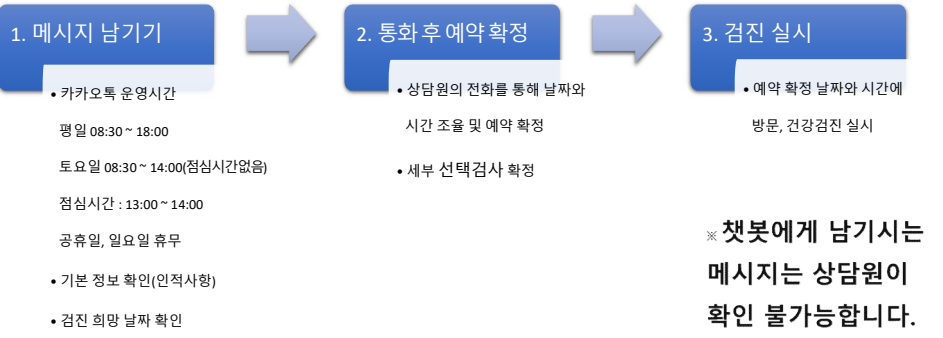 1. 메시지 남기기
• 카카오톡 운영시간
평일 08:30 ~ 18:00
토요일 08:30 ~ 14:00(점심시간없음)
점심시간 : 13:00 ~ 14:00
공휴일, 일요일 휴무
• 기본 정보 확인(인적사항)
• 검진 희망 날짜 확인
2. 통화 후 예약 확정
• 상담원의 전화를 통해 날짜와
시간 조율 및 예약 확정
• 세부 선택검사 확정
3. 검진 실시
• 예약 확정 날짜와 시간에
방문, 건강검진 실시
※ 챗봇에게 남기시는
메시지는 상담원이
확인 불가능합니다.